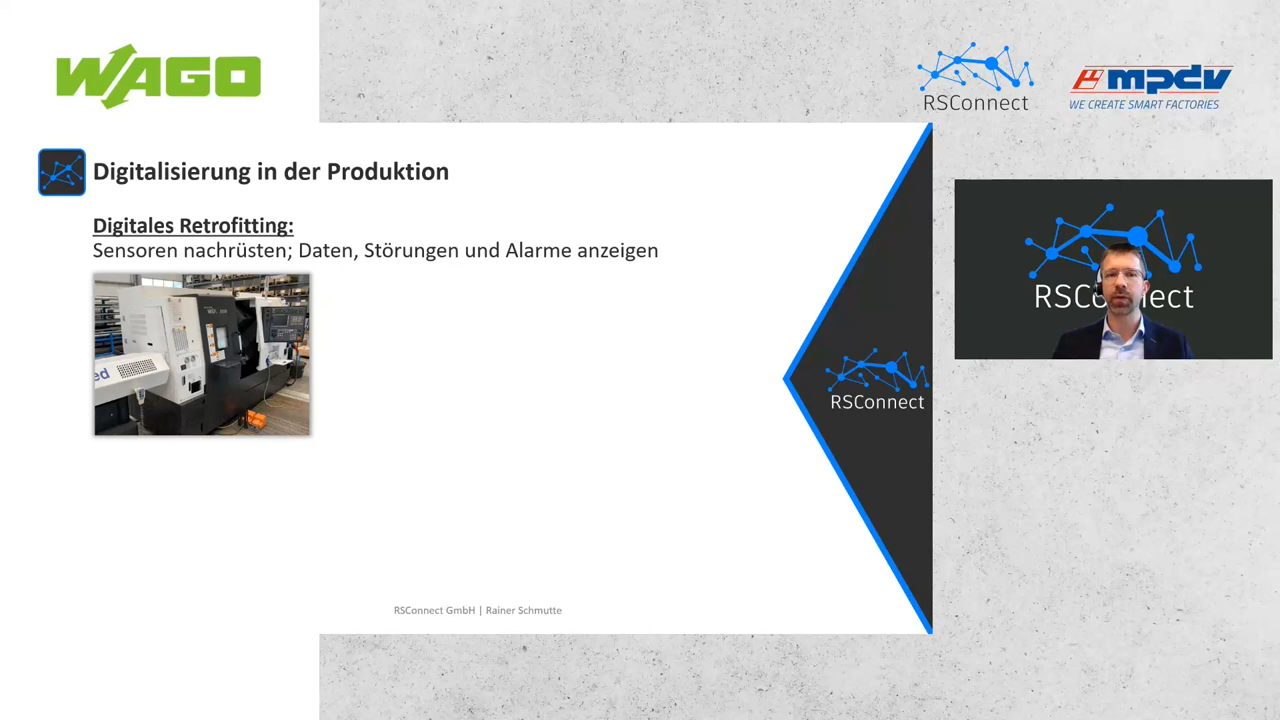 WAGO
RSConnect
mpdv
WE CREATE SMART FACTORIES
Digitalisierung in der Produktion
Digitales Retrofitting:
Sensoren nachrüsten; Daten, Störungen und Alarme anzeigen
RSConnect
RSConnect
RSConnect GmbH | Rainer Schmutte